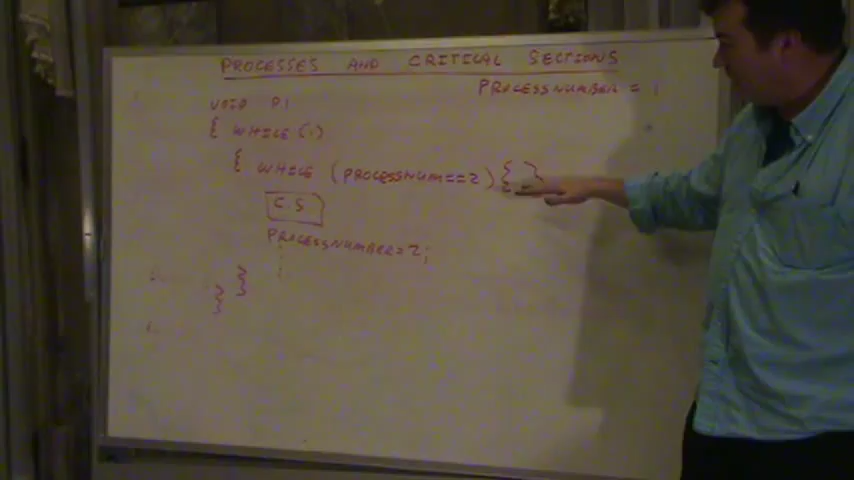 PROCESSES AND CRITICAL SECTIONS
PROCESSNUMBER = 1
VOID P1
{ WHILE (1)
{ WHILE (PROCESSNUM==2) { }
C.S
PROCESSNUMBER=2;
}
}